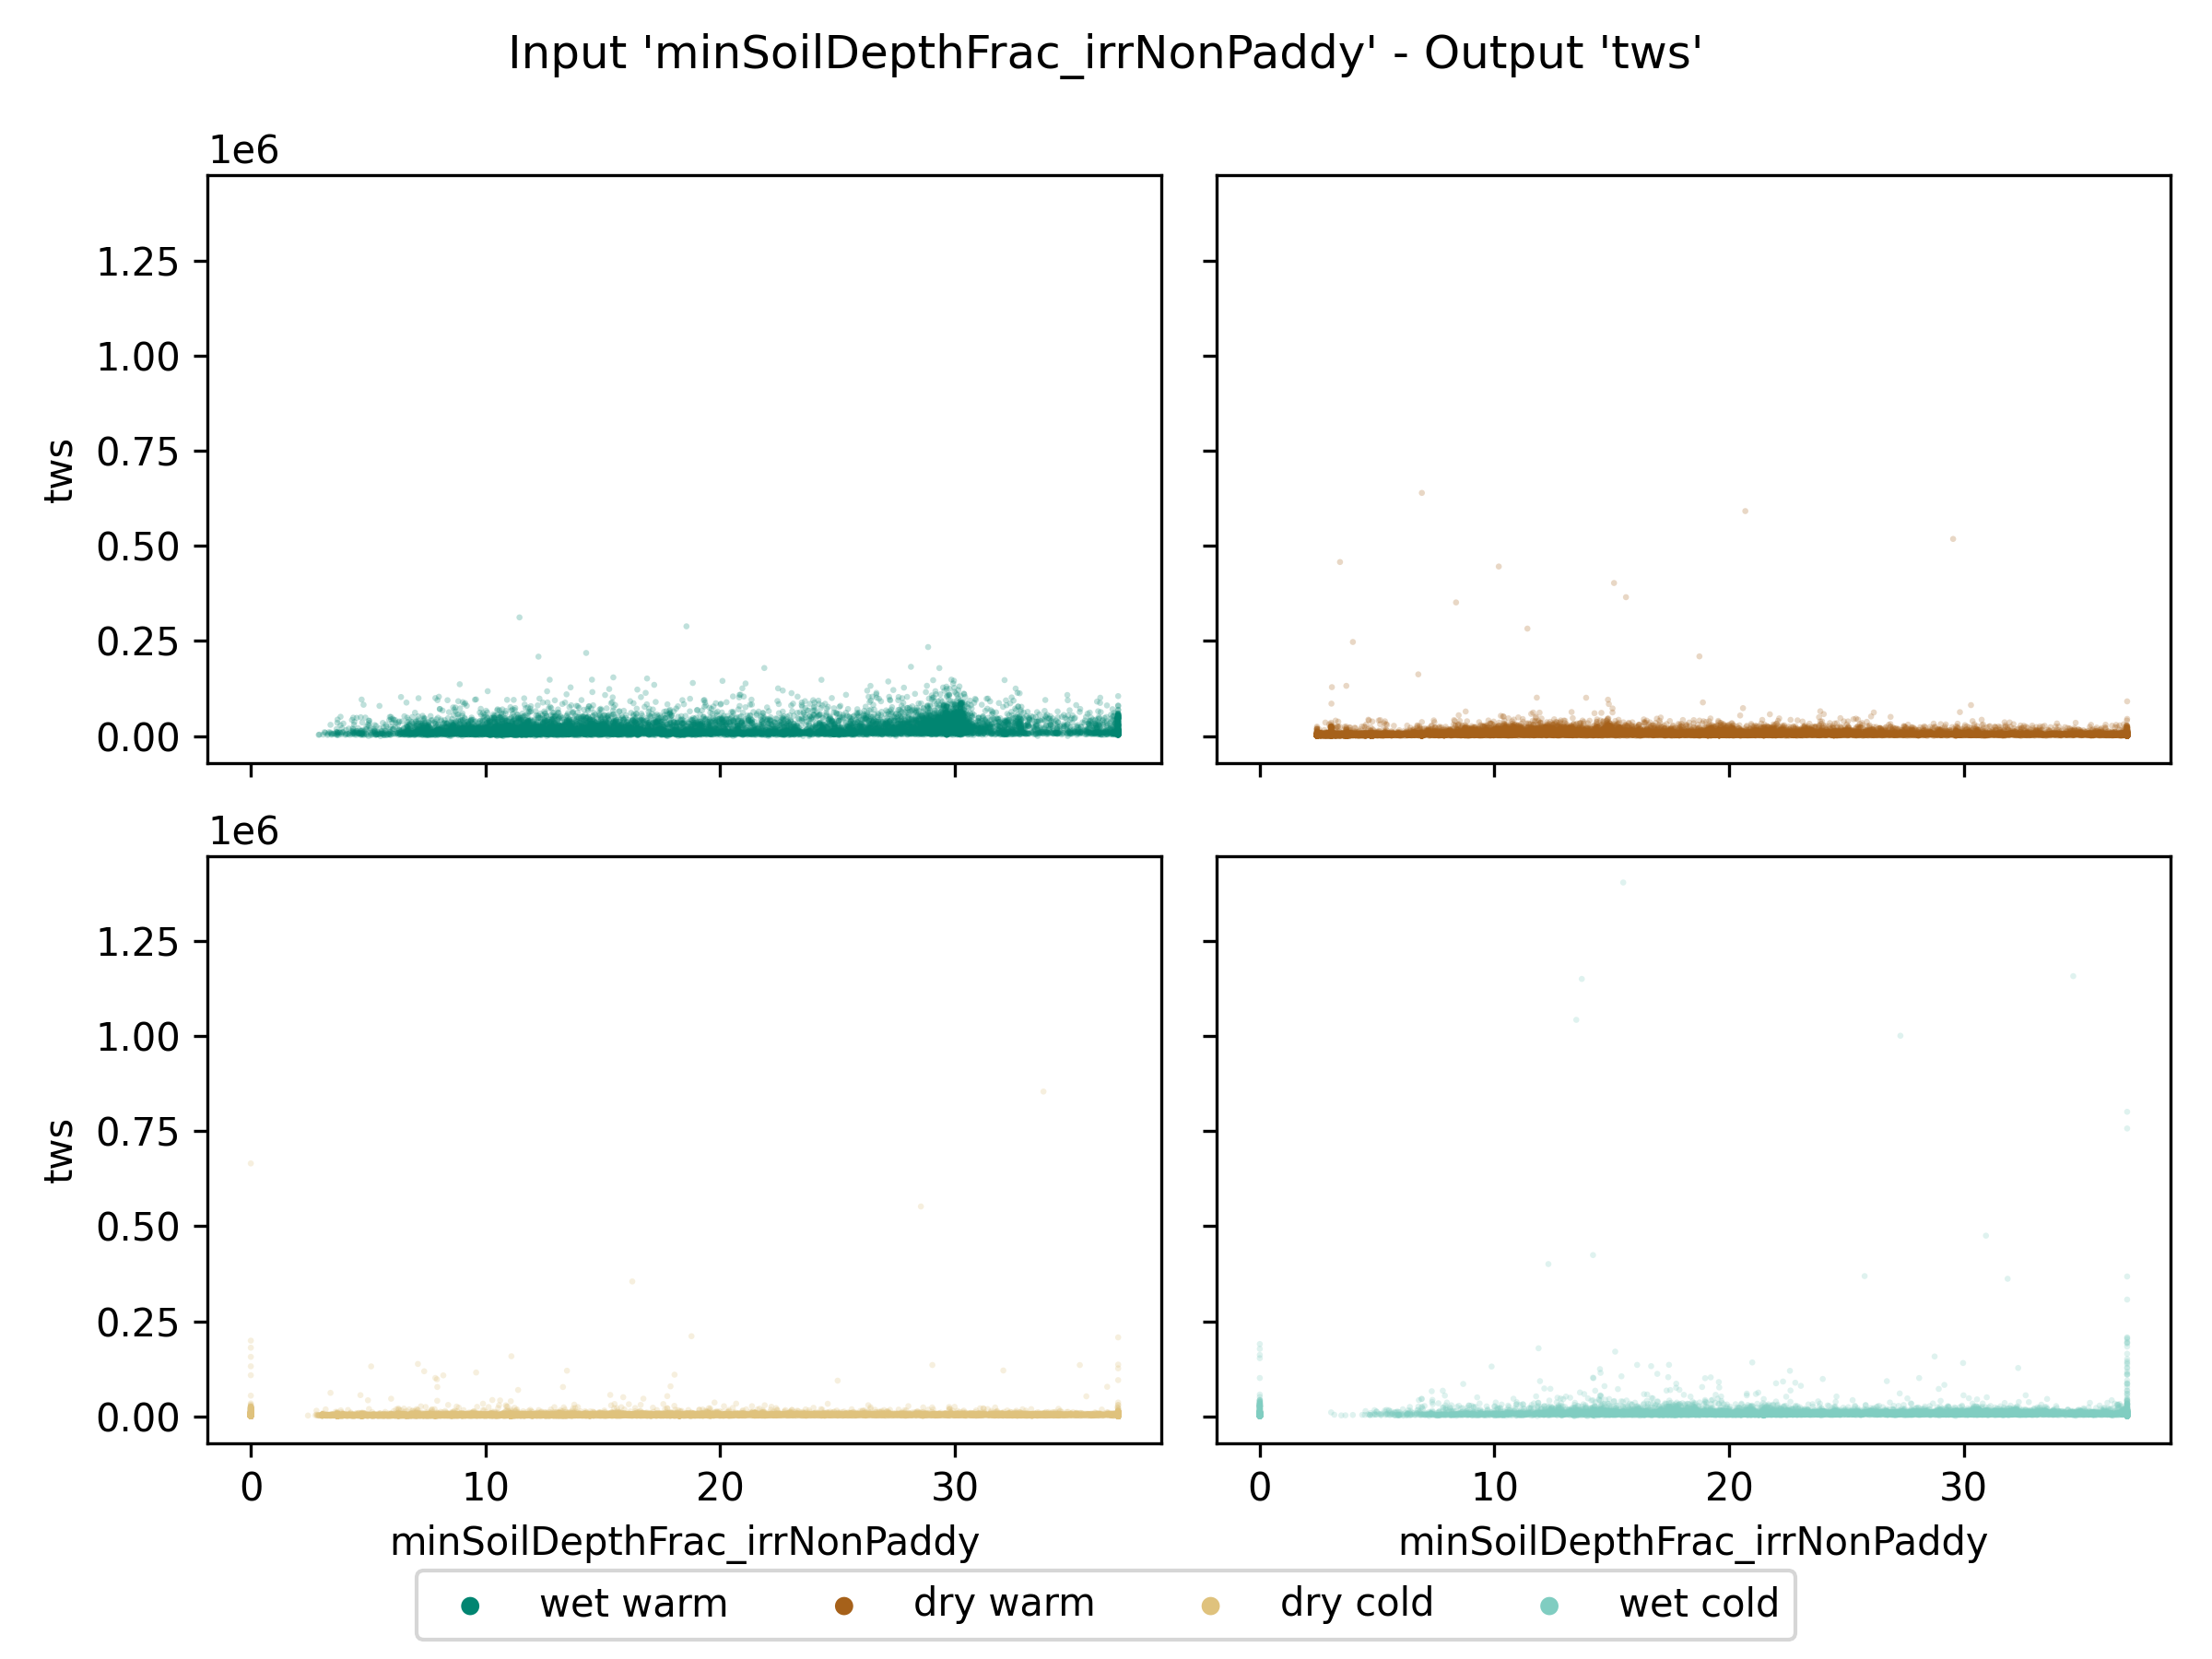 Input 'minSoilDepthFrac_irrNonPaddy' - Output 'tws'
1e6
1.25
1.00
0.75
0.50
0.25
0.00
tws
1e6
1.25
1.00
0.75
0.50
0.25
0.00
tws
0 10 20 30
0 10 20 30
minSoilDepthFrac_irrNonPaddy
minSoilDepthFrac_irrNonPaddy
wet warm dry warm dry cold wet cold